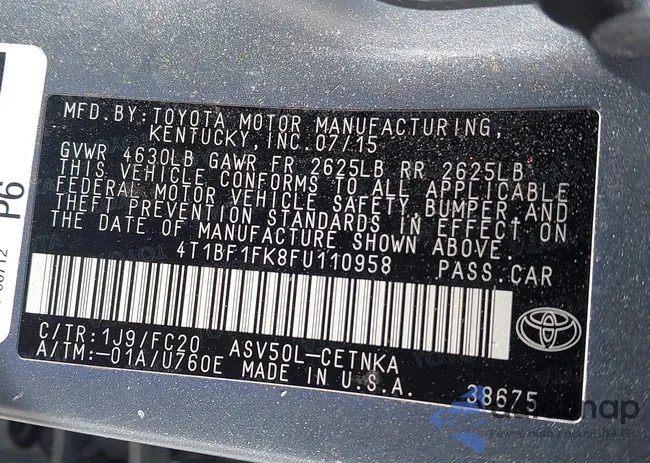 MFD. BY: TOYOTA MOTOR MANUFACTURING,
KENTUCKY, INC. 07/15
GVWR 4630LB GAWR FR 2625LB RR 2625LB
THIS VEHICLE CONFORMS TO ALL APPLICABLE
FEDERAL MOTOR VEHICLE SAFETY, BUMPER, AND
THEFT PREVENTION STANDARDS IN EFFECT ON
THE DATE OF MANUFACTURE SHOWN ABOVE.
4T1BF1FK8FU110958 PASS. CAR
C/TR: 1J9/FC20 ASV50L-CETNKA
A/TM: -01A/U760E MADE IN U.S.A. 38675
TOYOTA
P6